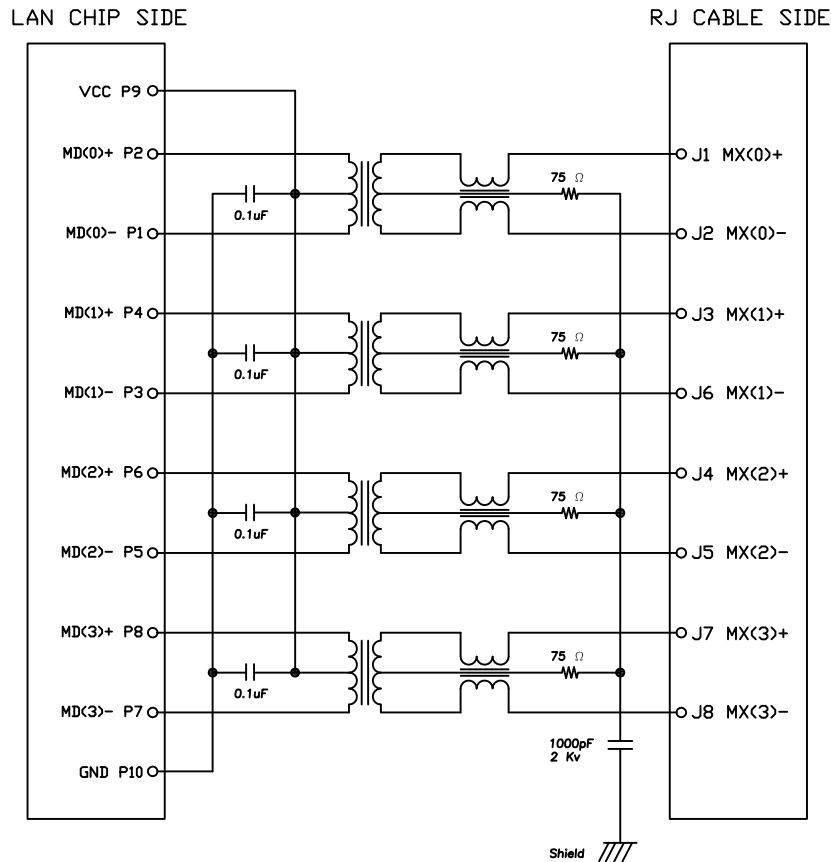 LAN CHIP SIDE
RJ CABLE SIDE
VCC P9
MD(0)+ P2
75 Ω
J1 MX(0)+
0.1uF
MD(0)- P1
J2 MX(0)-
MD(1)+ P4
75 Ω
J3 MX(1)+
0.1uF
MD(1)- P3
J6 MX(1)-
MD(2)+ P6
75 Ω
J4 MX(2)+
0.1uF
MD(2)- P5
J5 MX(2)-
MD(3)+ P8
75 Ω
J7 MX(3)+
0.1uF
MD(3)- P7
J8 MX(3)-
1000pF
2 Kv
GND P10
Shield